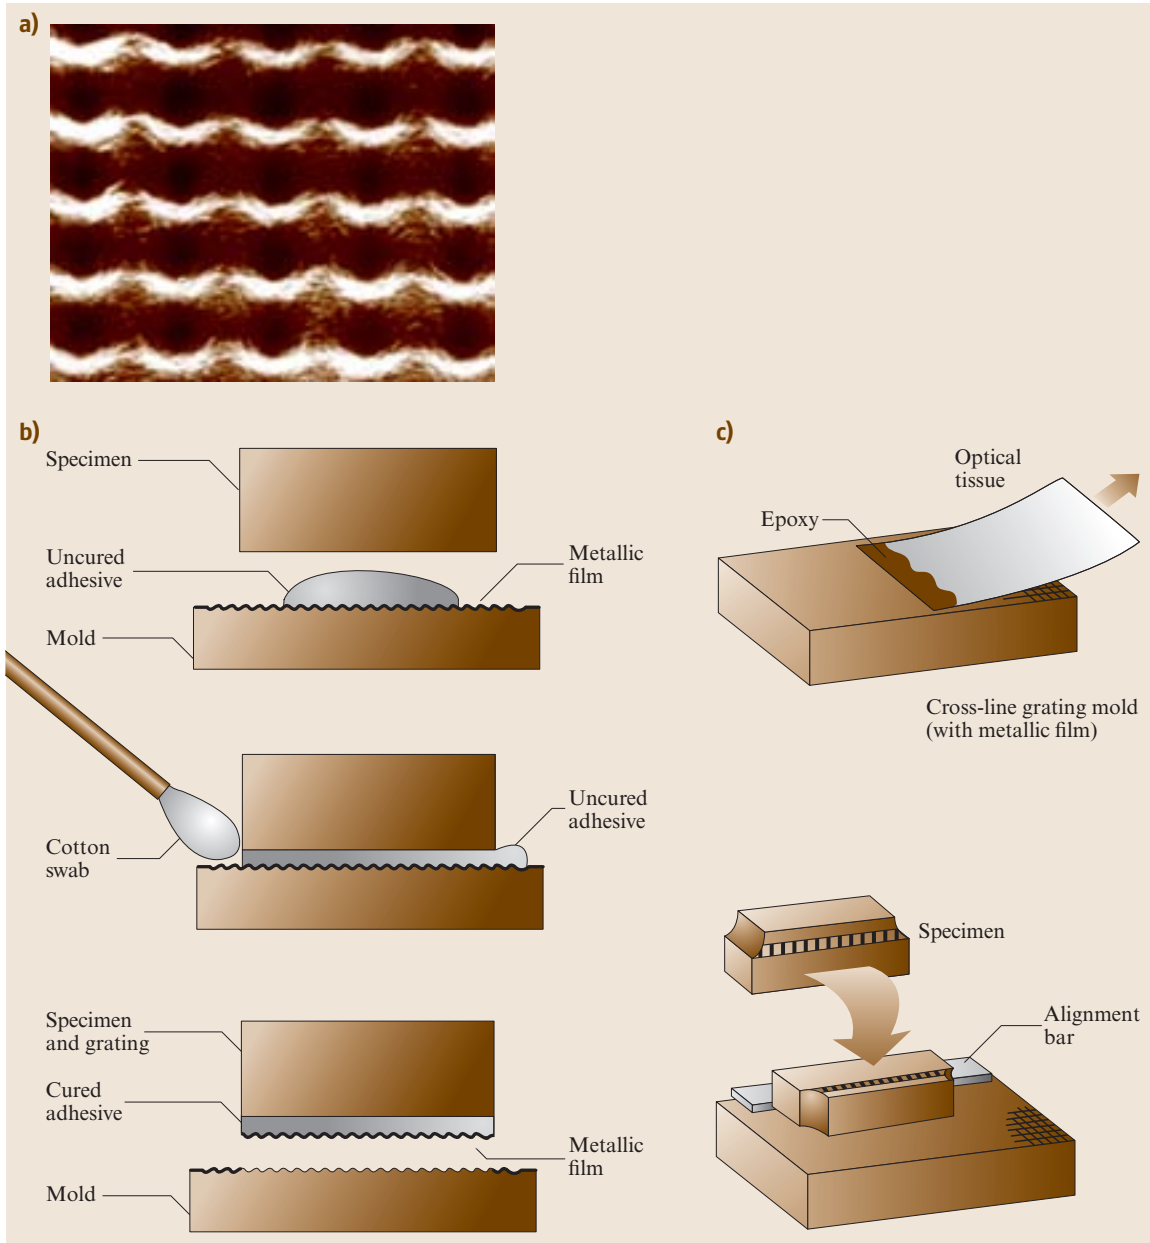 a)
b)
Specimen
Uncured
adhesive
Metallic
film
Mold
Cotton
swab
Uncured
adhesive
Specimen
and grating
Cured
adhesive
Metallic
film
Mold
c)
Optical
tissue
Epoxy
Cross-line grating mold
(with metallic film)
Specimen
Alignment
bar